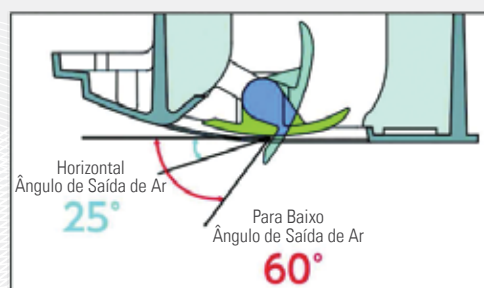 Horizontal
Ângulo de Saída de Ar
25°
Para Baixo
Ângulo de Saída de Ar
60°